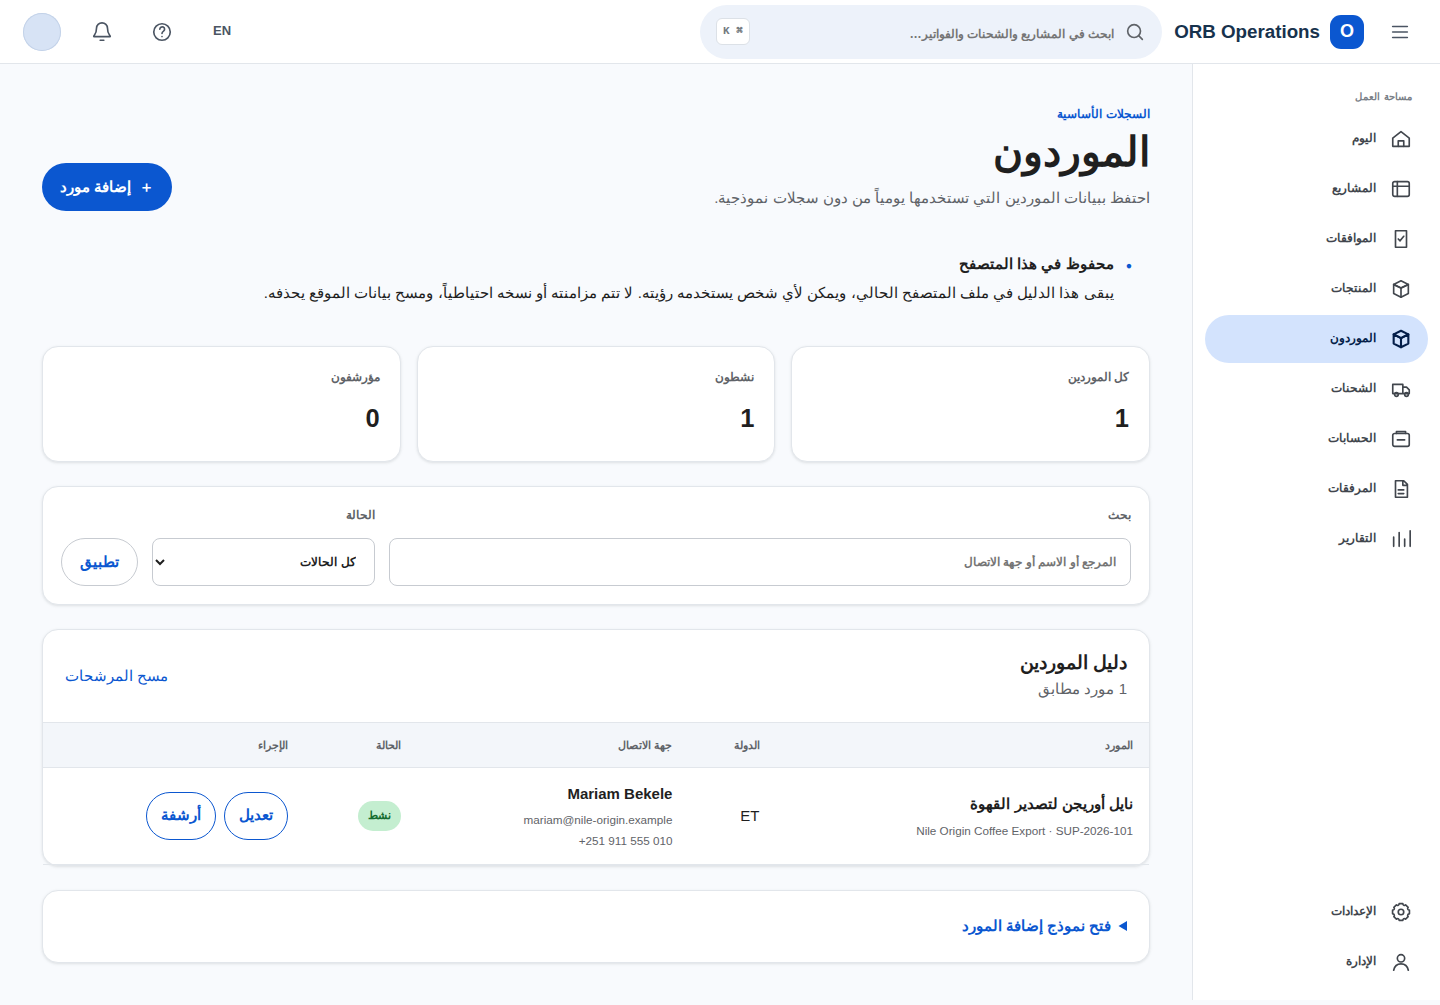 O
ORB Operations
ابحث في المشاريع والشحنات والفواتير...
⌘ K
EN
مساحة العمل
اليوم
المشاريع
الموافقات
المنتجات
الموردون
الشحنات
الحسابات
المرفقات
التقارير
الإعدادات
الإدارة
السجلات الأساسية
الموردون
احتفظ ببيانات الموردين التي تستخدمها يومياً من دون سجلات نموذجية.
+ إضافة مورد
محفوظ في هذا المتصفح
يبقى هذا الدليل في ملف المتصفح الحالي، ويمكن لأي شخص يستخدمه رؤيته. لا تتم مزامنته أو نسخه احتياطياً، ومسح بيانات الموقع يحذفه.
كل الموردين
1
نشطون
1
مؤرشفون
0
بحث
المرجع أو الاسم أو جهة الاتصال
الحالة
كل الحالات
تطبيق
دليل الموردين
1 مورد مطابق
مسح المرشحات
المورد الدولة جهة الاتصال الحالة الإجراء
نايل أوريجن لتصدير القهوة
Nile Origin Coffee Export · SUP-2026-101
ET
Mariam Bekele
mariam@nile-origin.example
+251 911 555 010
نشط
تعديل
أرشفة
فتح نموذج إضافة المورد